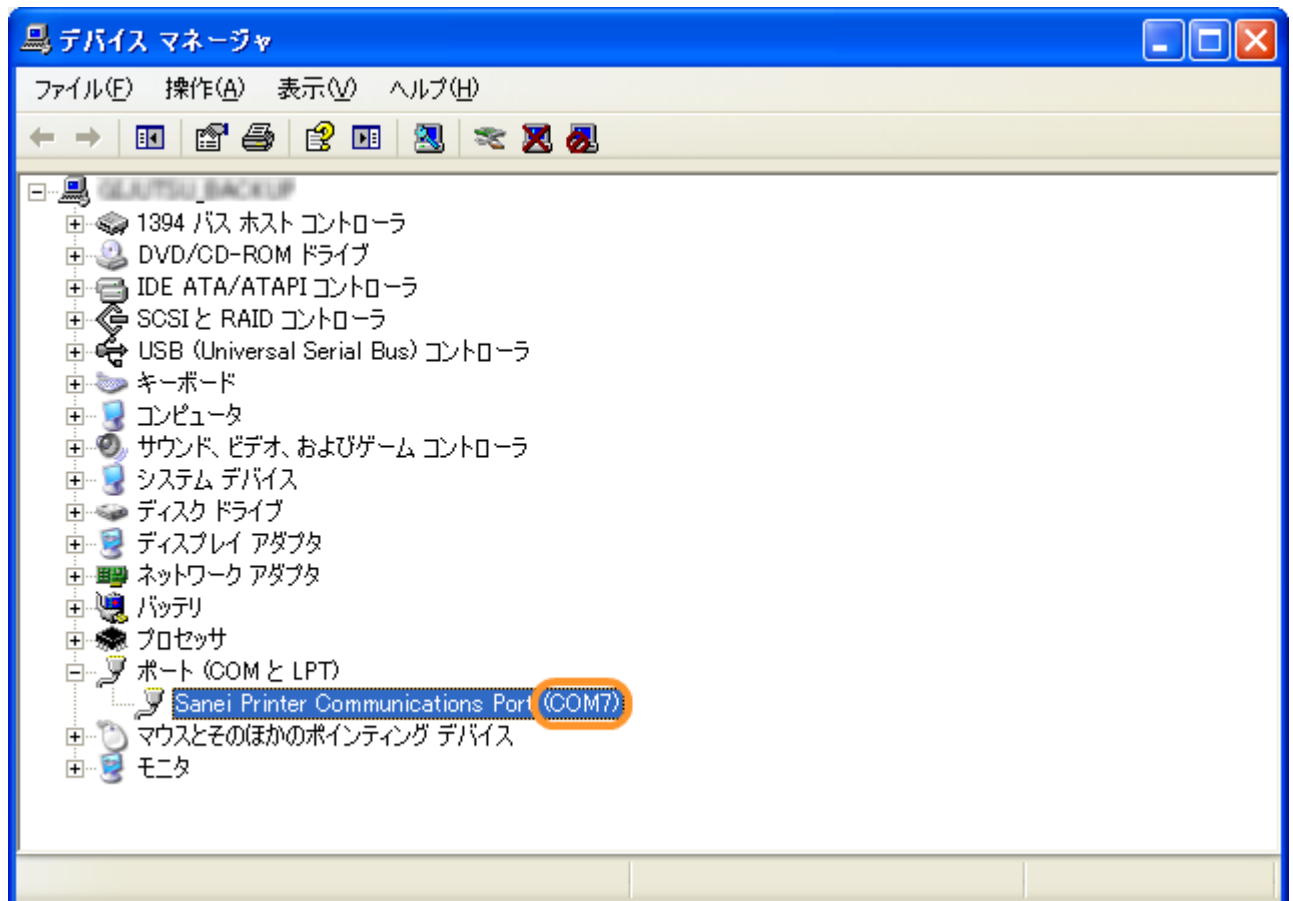 デバイス マネージャ
ファイル(F) 操作(A) 表示(V) ヘルプ(H)
1394 バス ホスト コントローラ
DVD/CD-ROM ドライブ
IDE ATA/ATAPI コントローラ
SCSI と RAID コントローラ
USB (Universal Serial Bus) コントローラ
キーボード
コンピュータ
サウンド、ビデオ、およびゲーム コントローラ
システム デバイス
ディスク ドライブ
ディスプレイ アダプタ
ネットワーク アダプタ
バッテリ
プロセッサ
ポート (COM と LPT)
Sanei Printer Communications Port (COM7)
マウスとそのほかのポインティング デバイス
モニタ